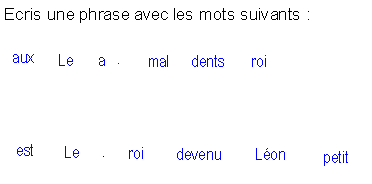 Ecris une phrase avec les mots suivants :
aux Le a . mal dents roi
est Le . roi devenu Léon petit